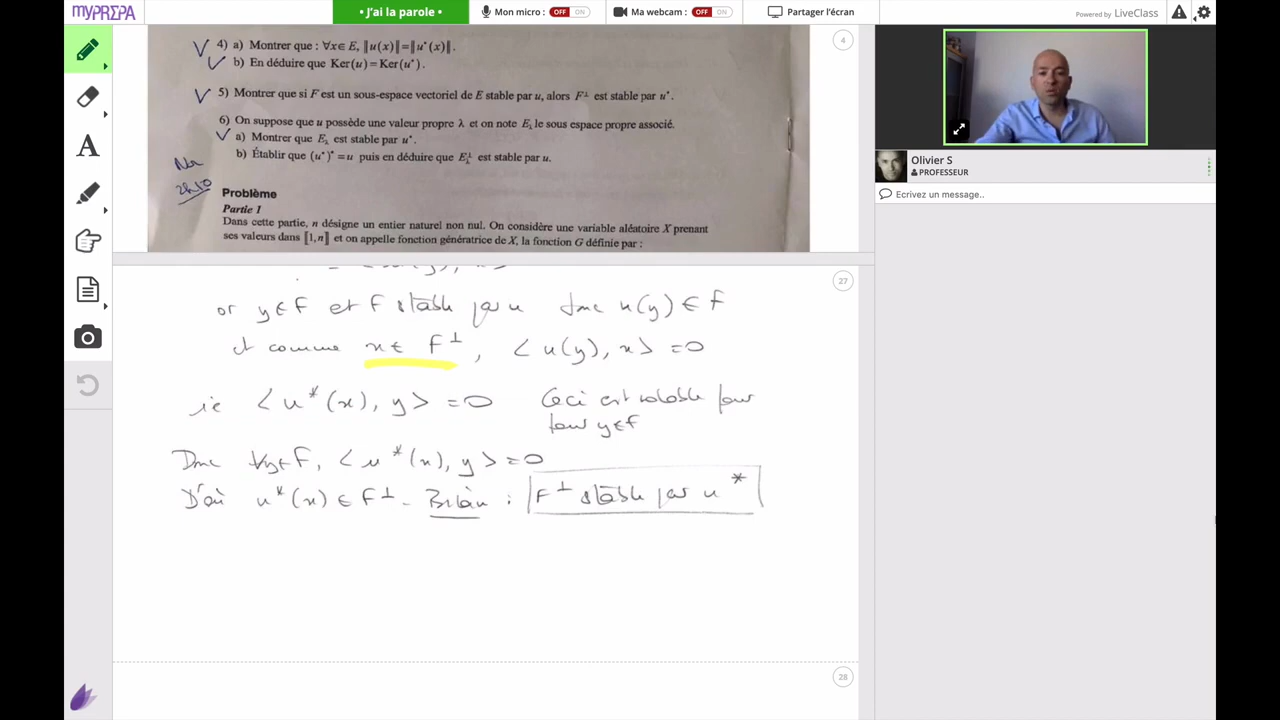 MYPREPA
• J'ai la parole •
Mon micro : OFF ON
Ma webcam : OFF ON
Partager l'écran
Powered by LiveClass
4) a) Montrer que : ∀x∈E, ‖u(x)‖=‖u*(x)‖.
b) En déduire que Ker(u)=Ker(u*).
5) Montrer que si F est un sous-espace vectoriel de E stable par u, alors F⊥ est stable par u*.
6) On suppose que u possède une valeur propre λ et on note Eλ le sous espace propre associé.
a) Montrer que Eλ est stable par u*.
b) Établir que (u*)* = u puis en déduire que Eλ⊥ est stable par u.
2h10
Problème
Partie 1
Dans cette partie, n désigne un entier naturel non nul. On considère une variable aléatoire X prenant
ses valeurs dans ⟦1,n⟧ et on appelle fonction génératrice de X, la fonction G définie par :
4
27
or y∈F et F stable par u donc u(y) ∈ F
et comme x∈ F⊥, <u(y), x> =0
ie <u*(x), y> =0 Ceci est valable pour
tout y∈F
Donc ∀y∈F, <u*(x), y> =0
D'où u*(x) ∈ F⊥. Bilan : F⊥ stable par u*
28
A
Olivier S
PROFESSEUR
Ecrivez un message..